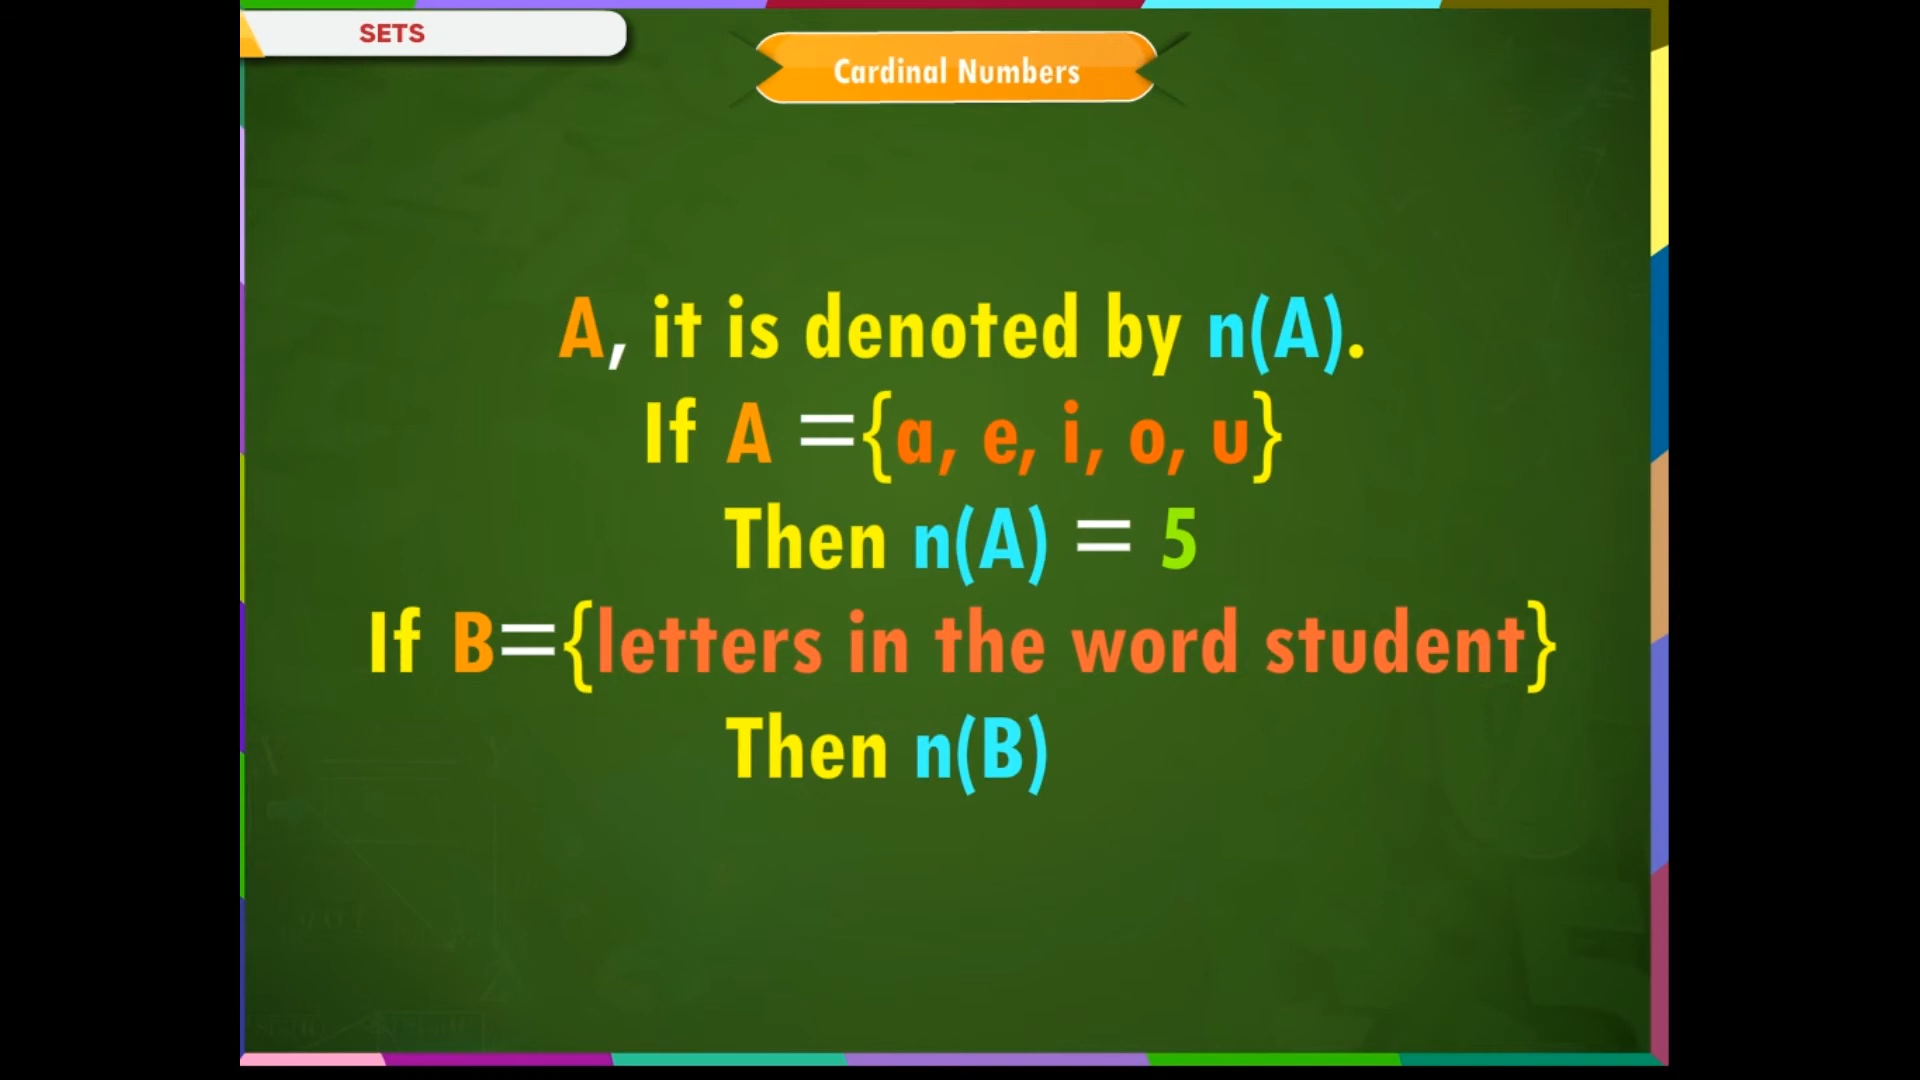 SETS
Cardinal Numbers
A, it is denoted by n(A).
If A ={a, e, i, o, u}
Then n(A) = 5
If B={letters in the word student}
Then n(B)